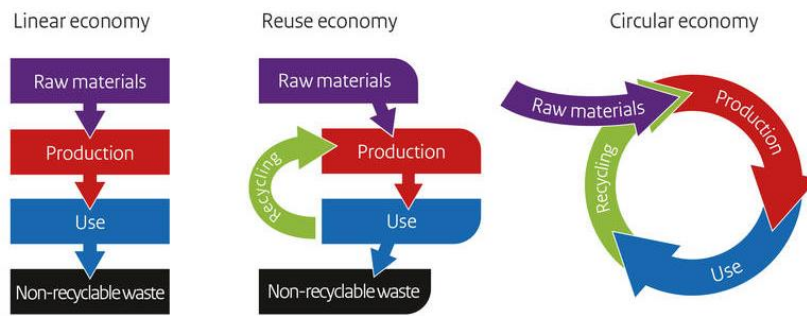 Linear economy
Raw materials
Production
Use
Non-recyclable waste
Reuse economy
Raw materials
Recycling
Production
Use
Non-recyclable waste
Circular economy
Raw materials
Production
Recycling
Use